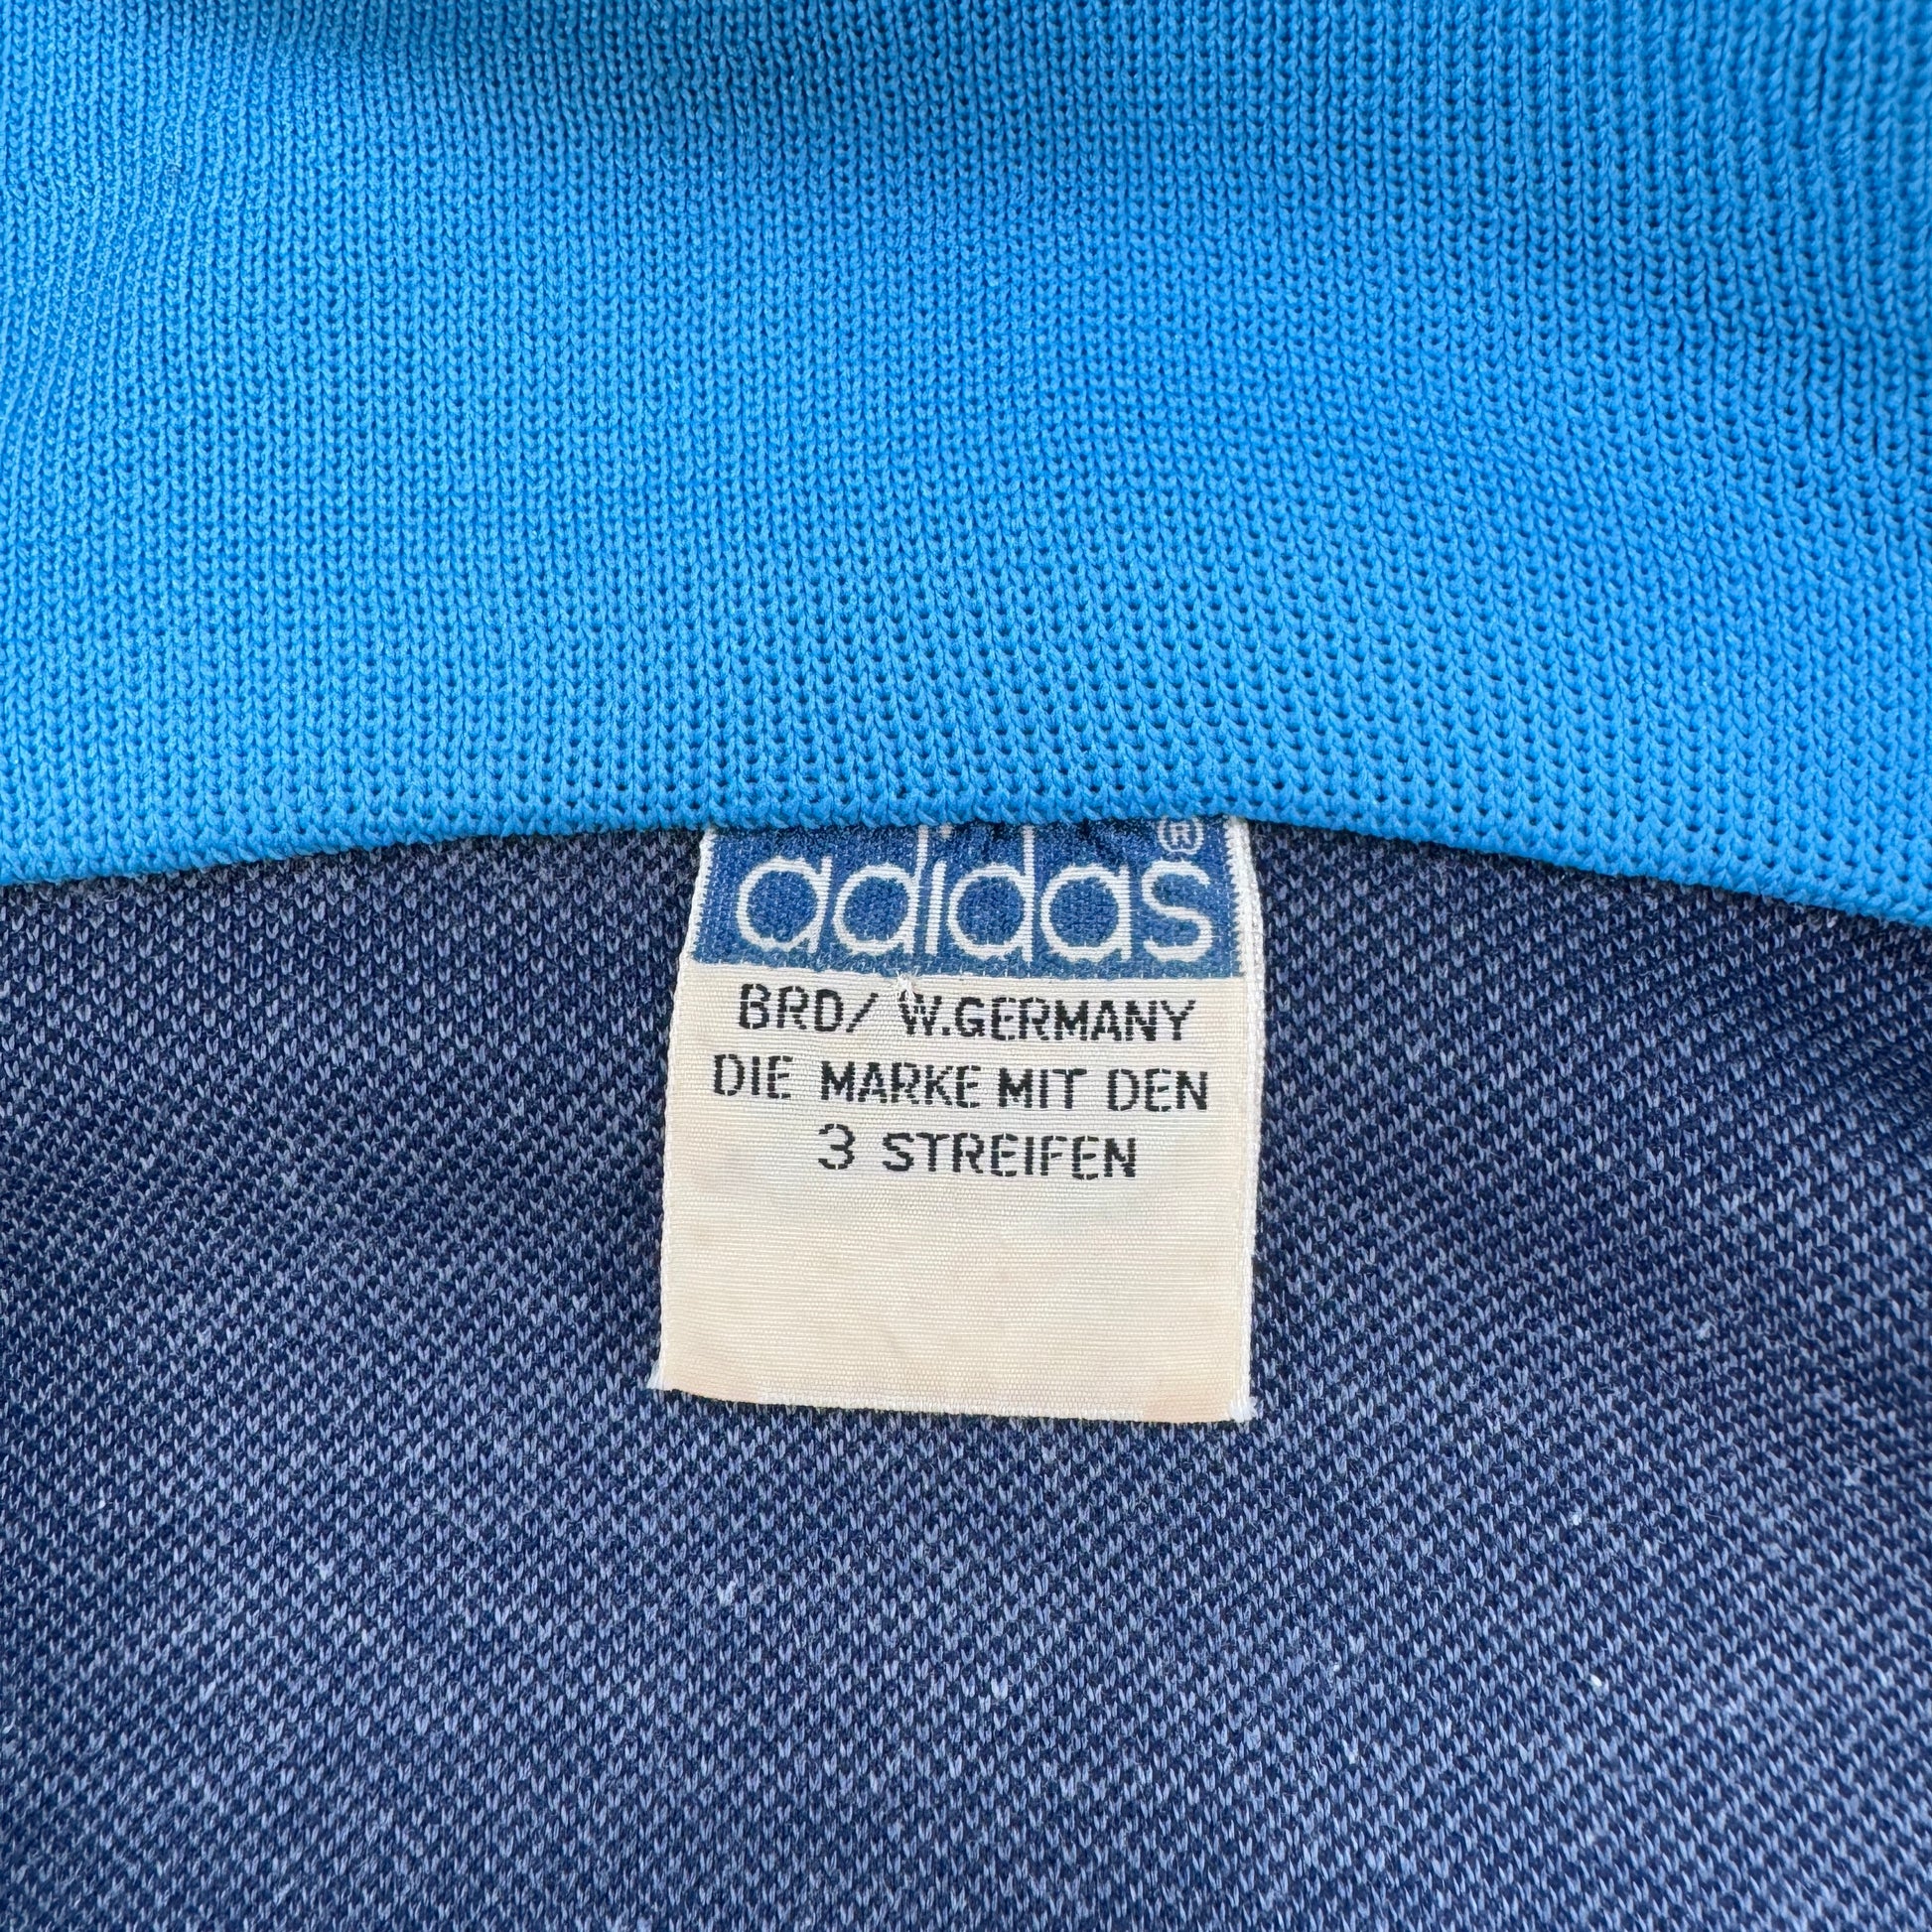 adidas®
BRD/ W.GERMANY
DIE MARKE MIT DEN
3 STREIFEN